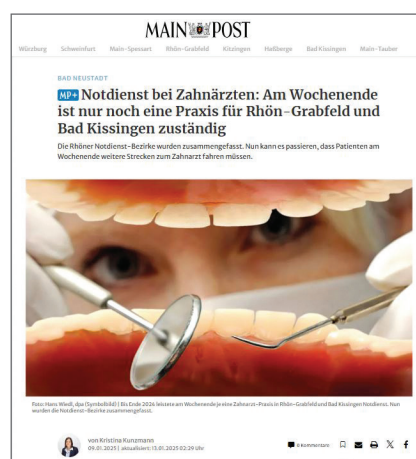 MAIN POST
Würzburg Schweinfurt Main-Spessart Rhön-Grabfeld Kitzingen Haßberge Bad Kissingen Main-Tauber
BAD NEUSTADT
MP+ Notdienst bei Zahnärzten: Am Wochenende
ist nur noch eine Praxis für Rhön-Grabfeld und
Bad Kissingen zuständig
Die Rhöner Notdienst-Bezirke wurden zusammengefasst. Nun kann es passieren, dass Patienten am
Wochenende weitere Strecken zum Zahnarzt fahren müssen.
Foto: Hans Wiedl, dpa (Symbolbild) | Bis Ende 2024 leistete am Wochenende je eine Zahnarzt-Praxis in Rhön-Grabfeld und Bad Kissingen Notdienst. Nun
wurden die Notdienst-Bezirke zusammengefasst.
von Kristina Kunzmann
09.01.2025 | aktualisiert: 13.01.2025 02:29 Uhr